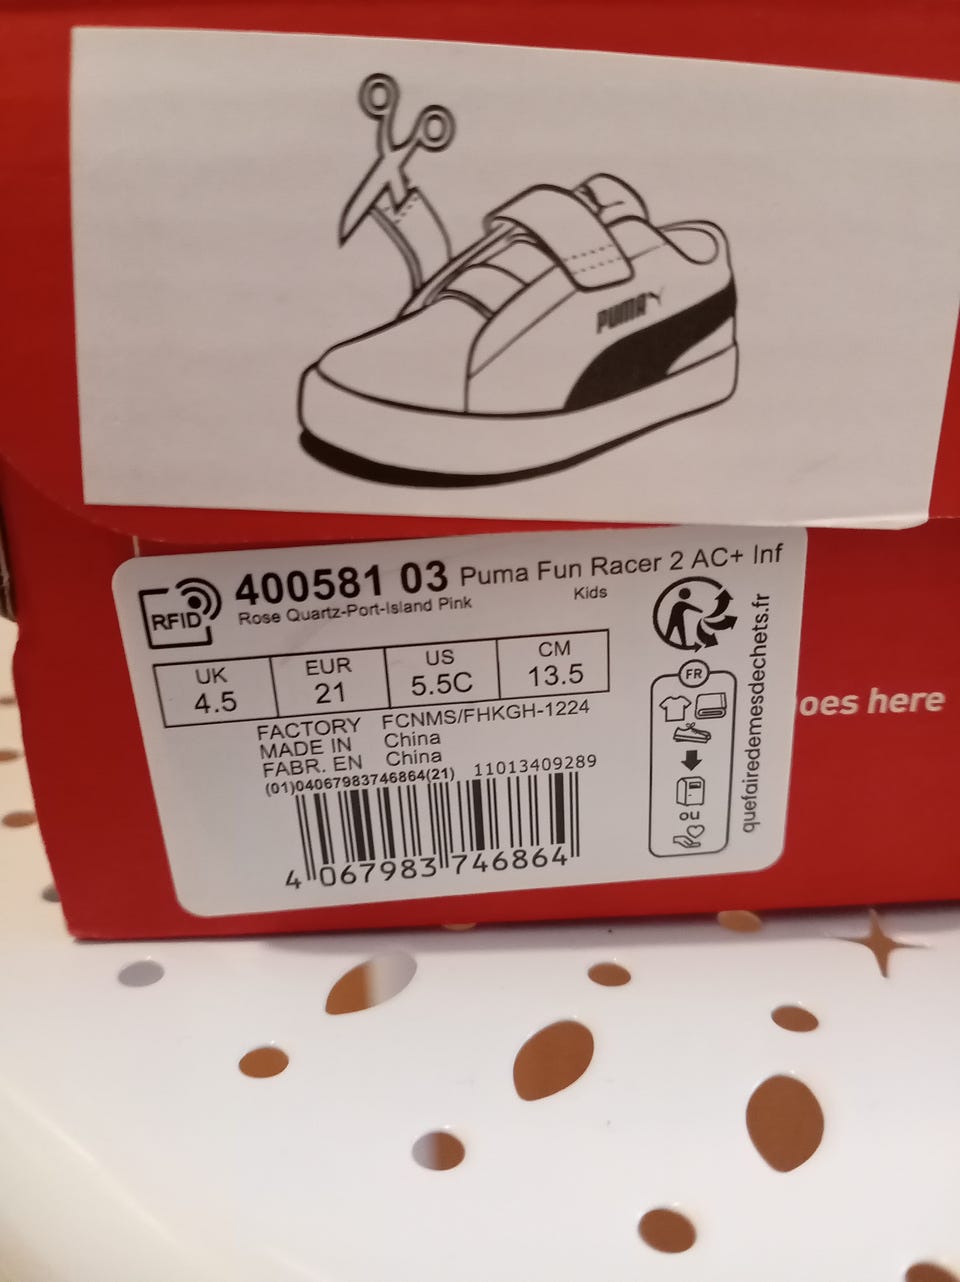 PUMA
RFID
400581 03 Puma Fun Racer 2 AC+ Inf
Rose Quartz-Port-Island Pink Kids
UK EUR US CM
4.5 21 5.5C 13.5
FACTORY FCNMS/FHKGH-1224
MADE IN China
FABR. EN China
(01)04067983746864(21) 11013409289
4 067983 746864
FR
ou
quefairedemesdechets.fr
oes here